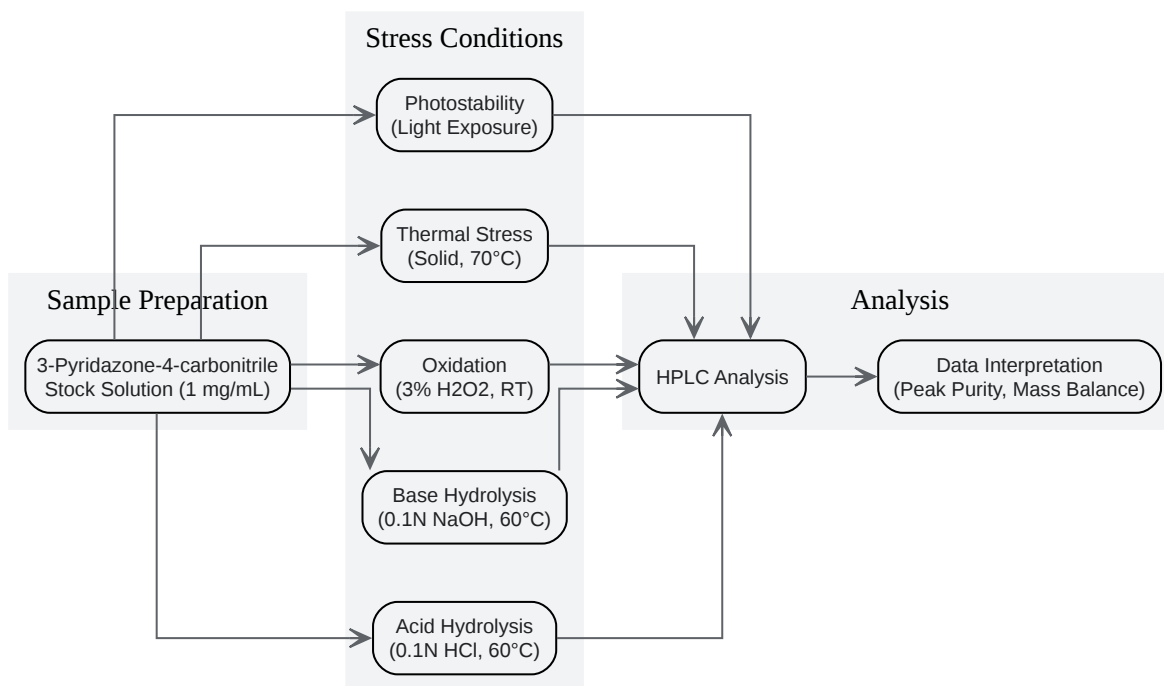 Stress Conditions
Photostability
(Light Exposure)
Thermal Stress
(Solid, 70°C)
Sample Preparation
3-Pyridazone-4-carbonitrile
Stock Solution (1 mg/mL)
Oxidation
(3% H2O2, RT)
Base Hydrolysis
(0.1N NaOH, 60°C)
Acid Hydrolysis
(0.1N HCl, 60°C)
Analysis
HPLC Analysis
Data Interpretation
(Peak Purity, Mass Balance)